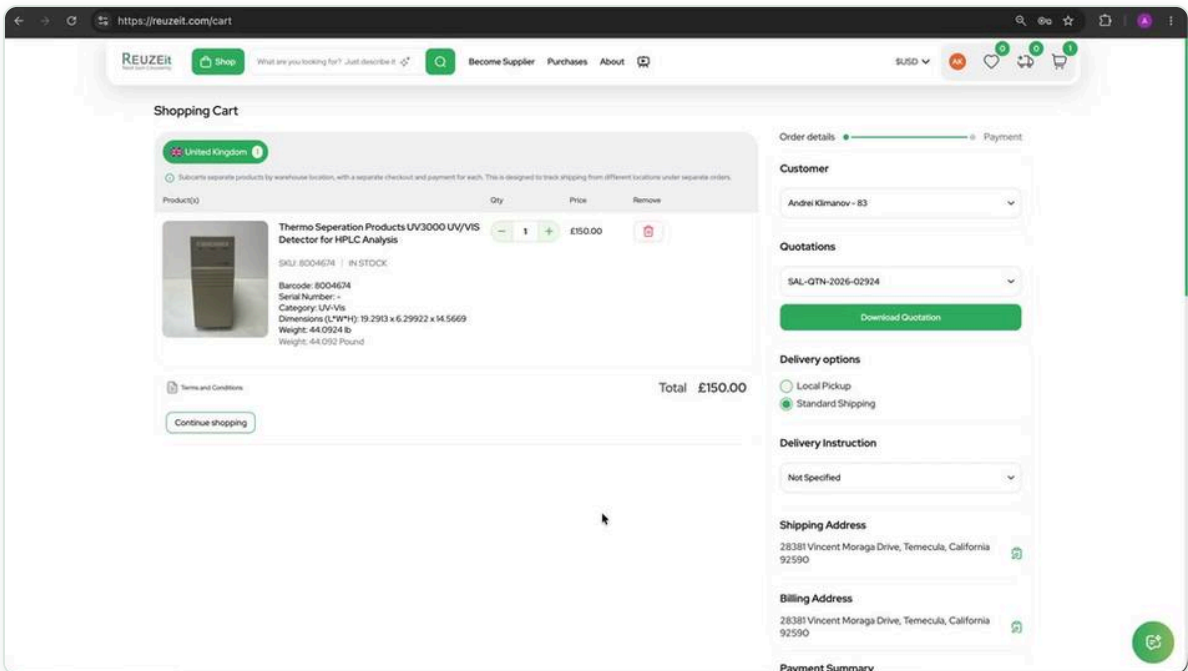 https://reuzeit.com/cart
REUZEit
Shop
What are you looking for? Just describe it
Become Supplier
Purchases
About
$USD
AK
0
0
1
A
Shopping Cart
United Kingdom 1
Subcarts separate products by warehouse location, with a separate checkout and payment for each. This is designed to track shipping from different locations under separate orders.
Product(s)
Qty
Price
Remove
Thermo Seperation Products UV3000 UV/VIS
Detector for HPLC Analysis
- 1 +
£150.00
SKU: 8004674 | IN STOCK
Barcode: 8004674
Serial Number: -
Category: UV-Vis
Dimensions (L*W*H): 19.2913 x 6.29922 x 14.5669
Weight: 44.0924 lb
Weight: 44.092 Pound
Terms and Conditions
Total £150.00
Continue shopping
Order details
Payment
Customer
Andrei Klimanov - 83
Quotations
SAL-QTN-2026-02924
Download Quotation
Delivery options
Local Pickup
Standard Shipping
Delivery Instruction
Not Specified
Shipping Address
28381 Vincent Moraga Drive, Temecula, California
92590
Billing Address
28381 Vincent Moraga Drive, Temecula, California
92590
Payment Summary